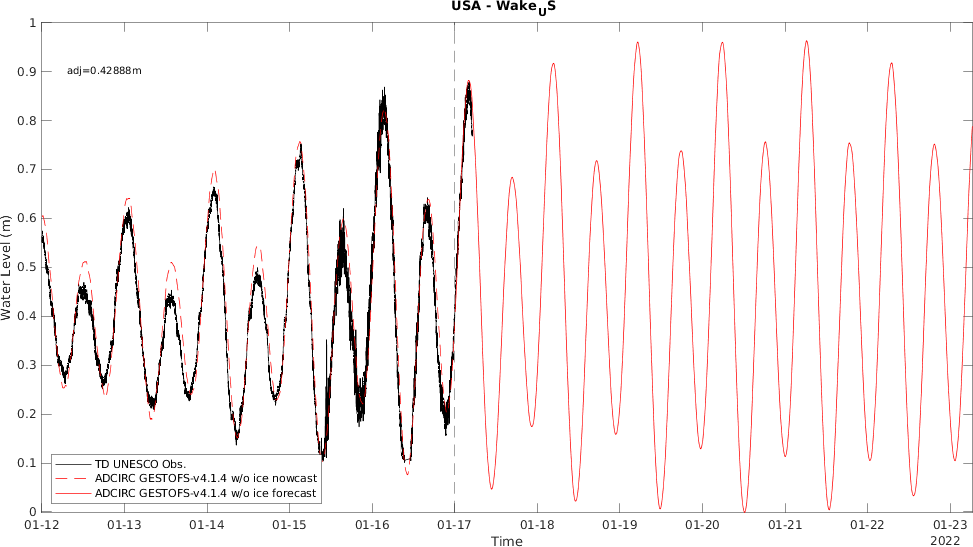 USA - Wake_US
1
0.9
0.8
0.7
0.6
0.5
0.4
0.3
0.2
0.1
0
Water Level (m)
adj=0.42888m
TD UNESCO Obs.
ADCIRC GESTOFS-v4.1.4 w/o ice nowcast
ADCIRC GESTOFS-v4.1.4 w/o ice forecast
01-12 01-13 01-14 01-15 01-16 01-17 01-18 01-19 01-20 01-21 01-22 01-23
Time
2022